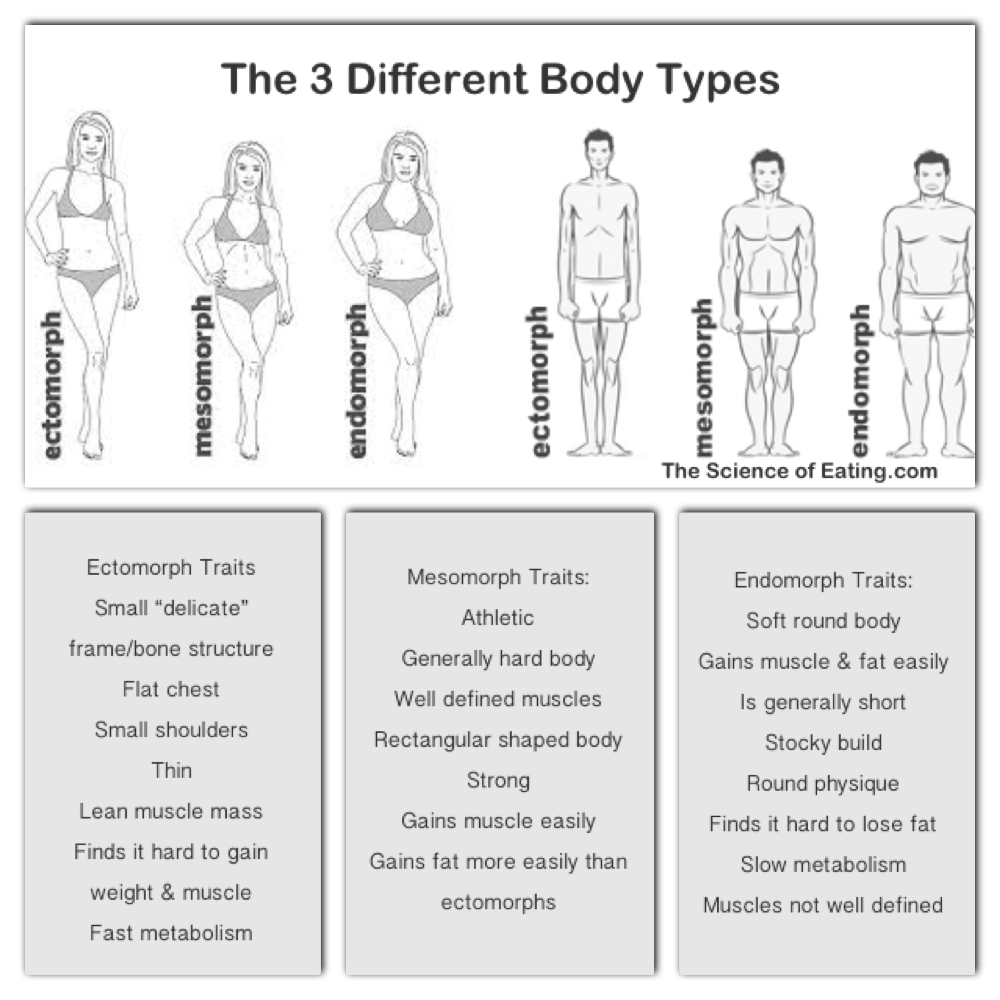 The 3 Different Body Types
ectomorph
mesomorph
endomorph
ectomorph
mesomorph
endomorph
The Science of Eating.com
Ectomorph Traits
Small “delicate”
frame/bone structure
Flat chest
Small shoulders
Thin
Lean muscle mass
Finds it hard to gain
weight & muscle
Fast metabolism
Mesomorph Traits:
Athletic
Generally hard body
Well defined muscles
Rectangular shaped body
Strong
Gains muscle easily
Gains fat more easily than
ectomorphs
Endomorph Traits:
Soft round body
Gains muscle & fat easily
Is generally short
Stocky build
Round physique
Finds it hard to lose fat
Slow metabolism
Muscles not well defined